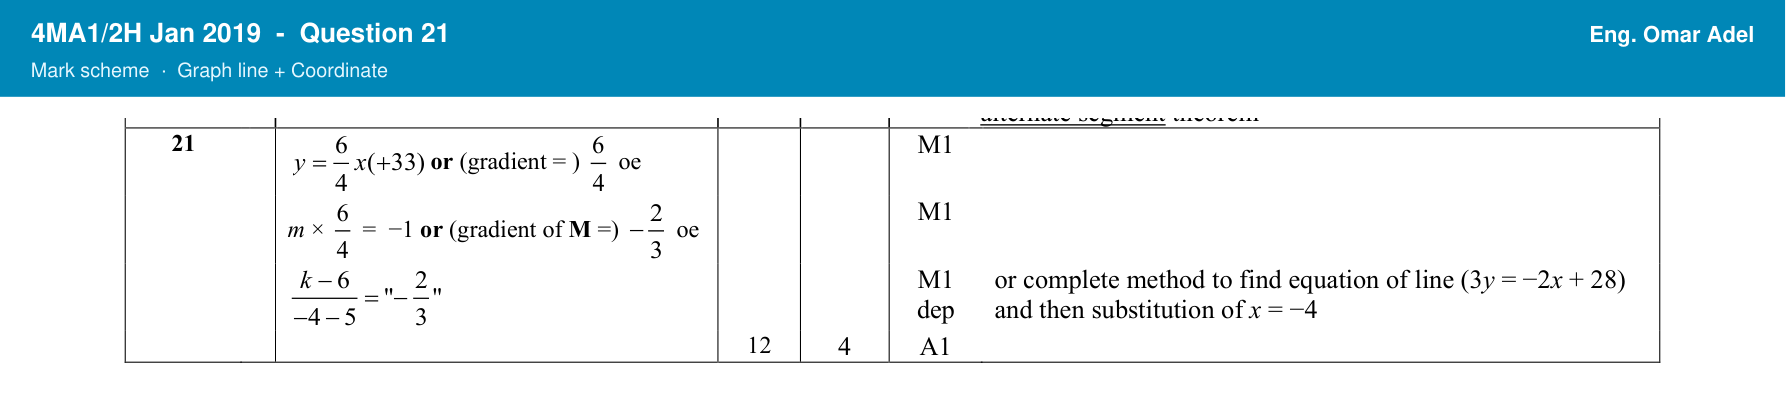 4MA1/2H Jan 2019 - Question 21
Eng. Omar Adel
Mark scheme · Graph line + Coordinate
alternate segment theorem
21
y = 6/4 x(+33) or (gradient = ) 6/4 oe
M1
m × 6/4 = −1 or (gradient of M =) −2/3 oe
M1
(k − 6)/(−4 − 5) = "−2/3"
M1 or complete method to find equation of line (3y = −2x + 28)
dep and then substitution of x = −4
12 4 A1